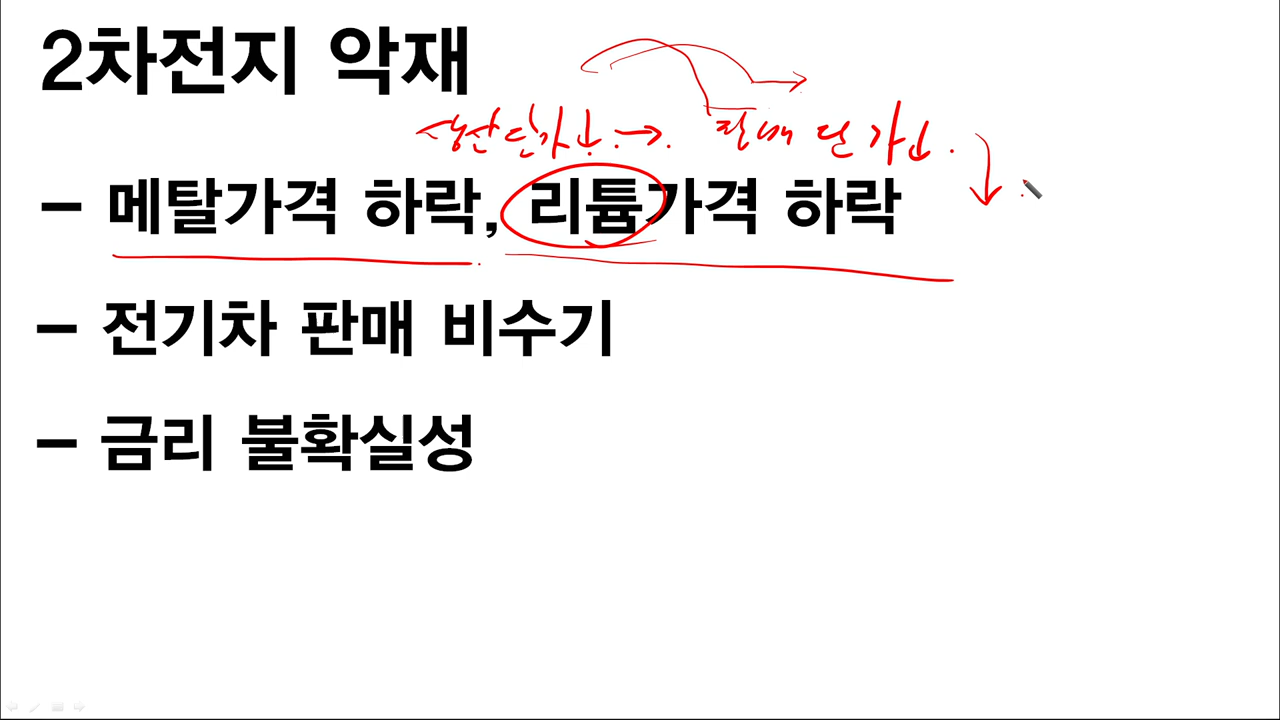 2차전지 악재
생산단가↓ → 판매 단가↓ ↓
- 메탈가격 하락, 리튬가격 하락
- 전기차 판매 비수기
- 금리 불확실성